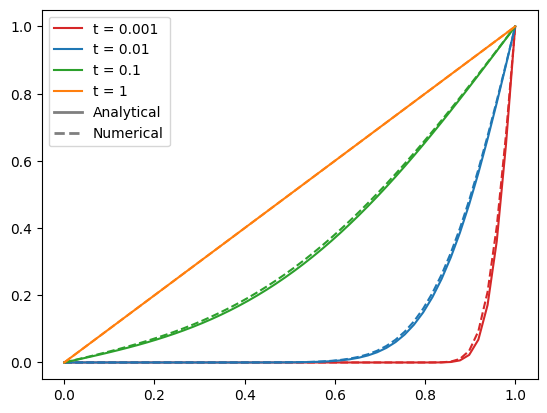 t = 0.001
t = 0.01
t = 0.1
t = 1
Analytical
Numerical
1.0
0.8
0.6
0.4
0.2
0.0
0.0 0.2 0.4 0.6 0.8 1.0